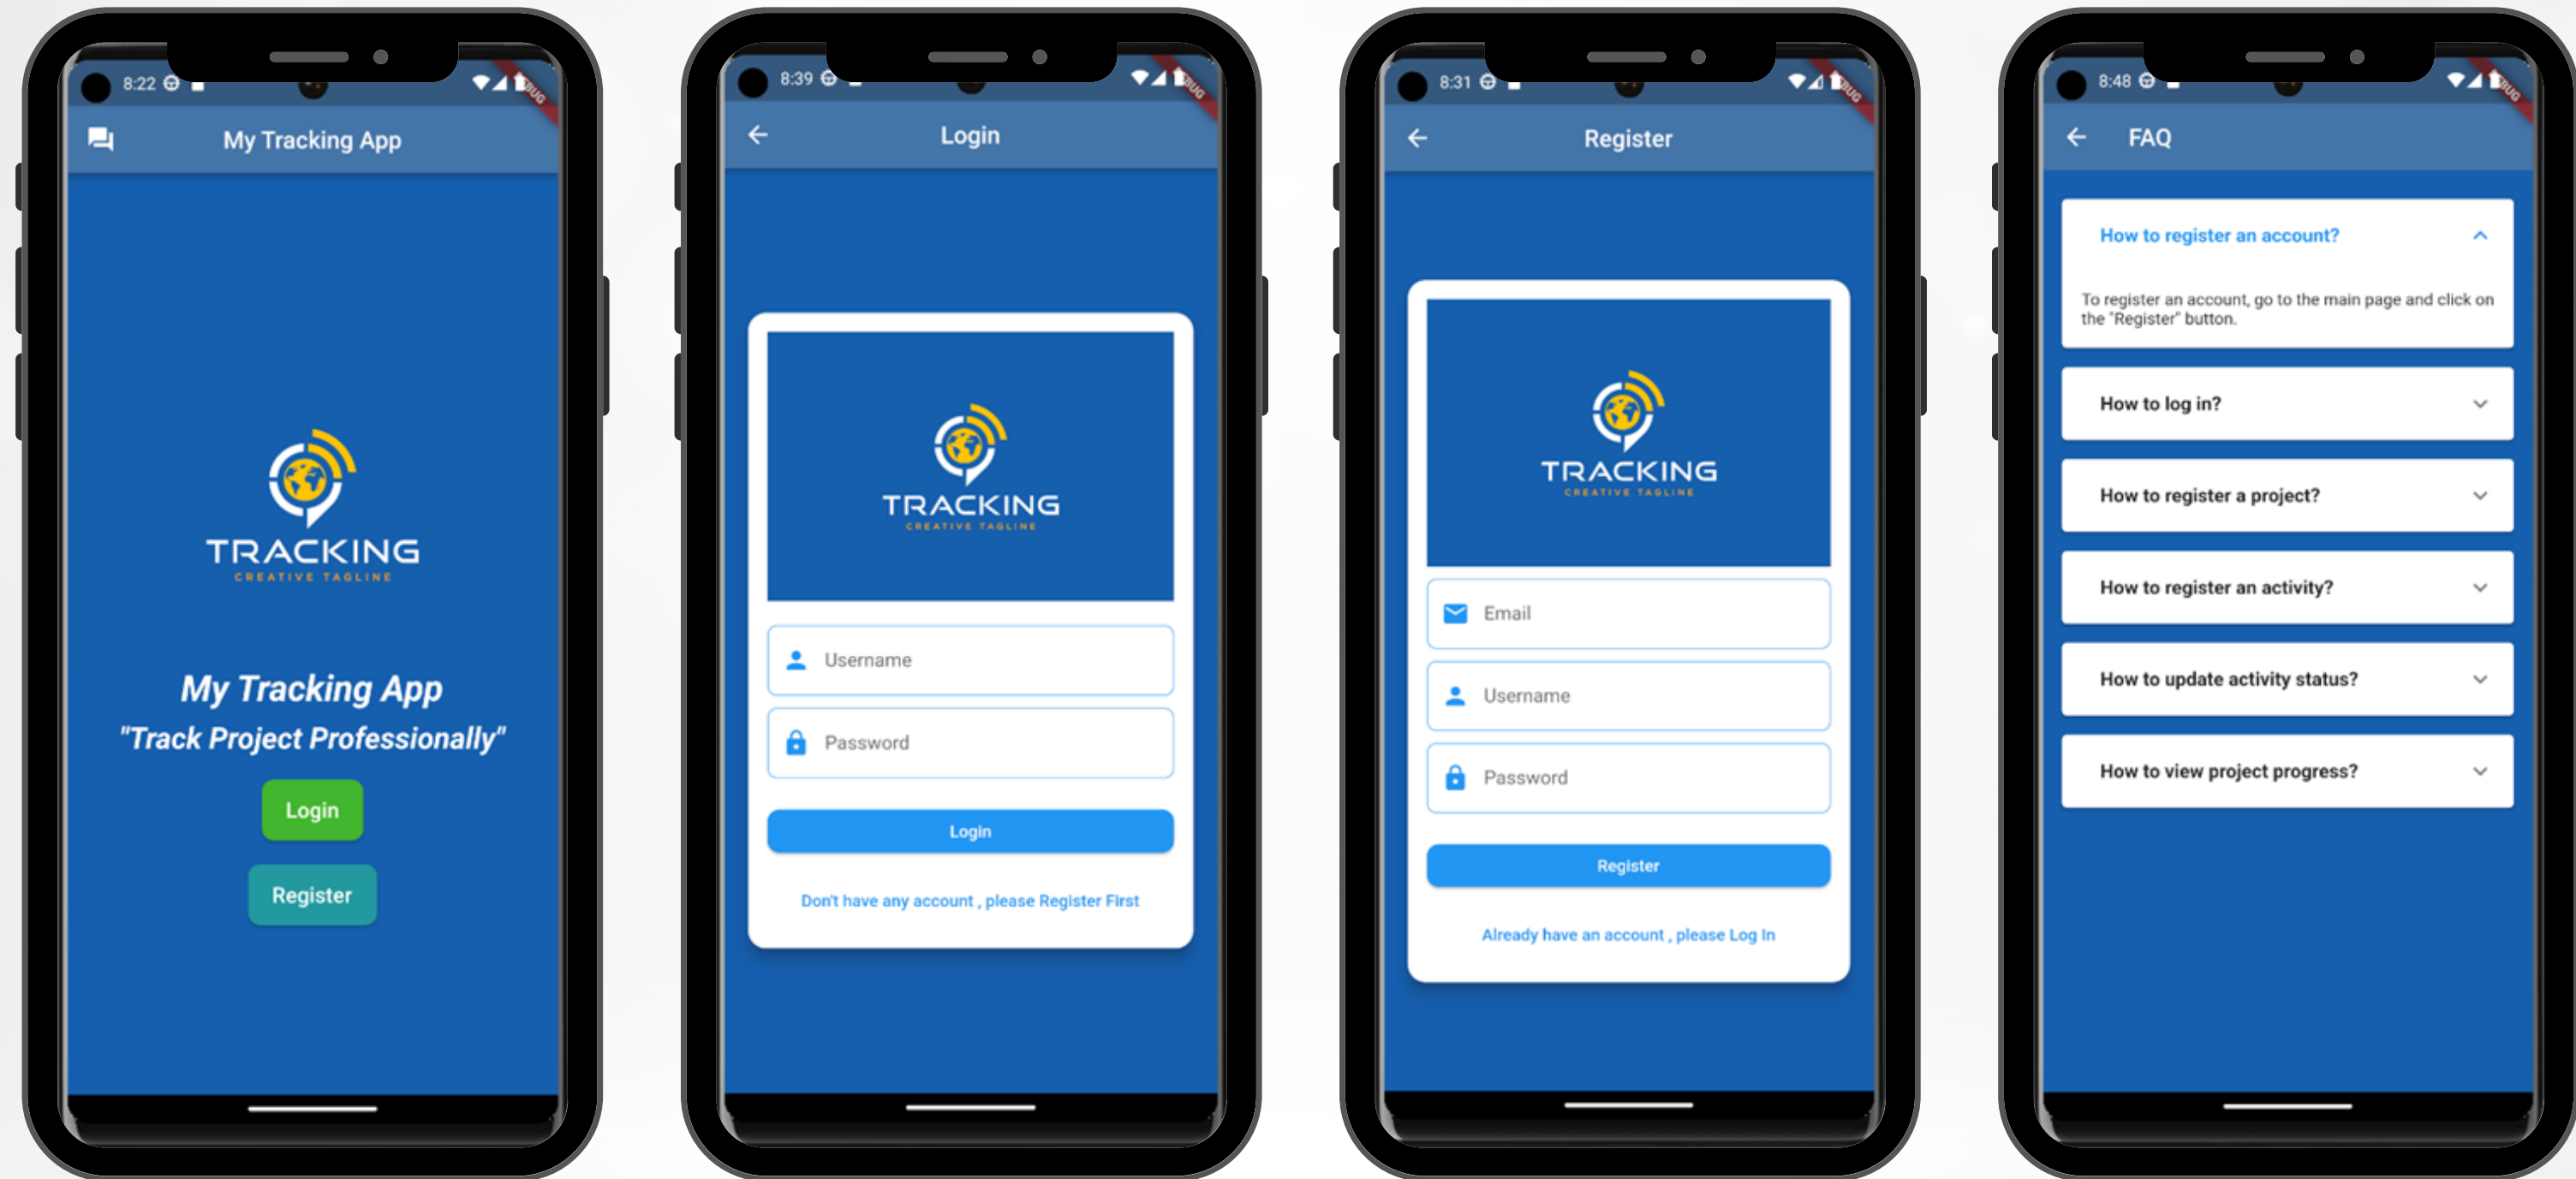 8:22
My Tracking App
TRACKING
CREATIVE TAGLINE
My Tracking App
"Track Project Professionally"
Login
Register
8:39
Login
TRACKING
CREATIVE TAGLINE
Username
Password
Login
Don't have any account , please Register First
8:31
Register
TRACKING
CREATIVE TAGLINE
Email
Username
Password
Register
Already have an account , please Log In
8:48
FAQ
How to register an account?
To register an account, go to the main page and click on
the "Register" button.
How to log in?
How to register a project?
How to register an activity?
How to update activity status?
How to view project progress?